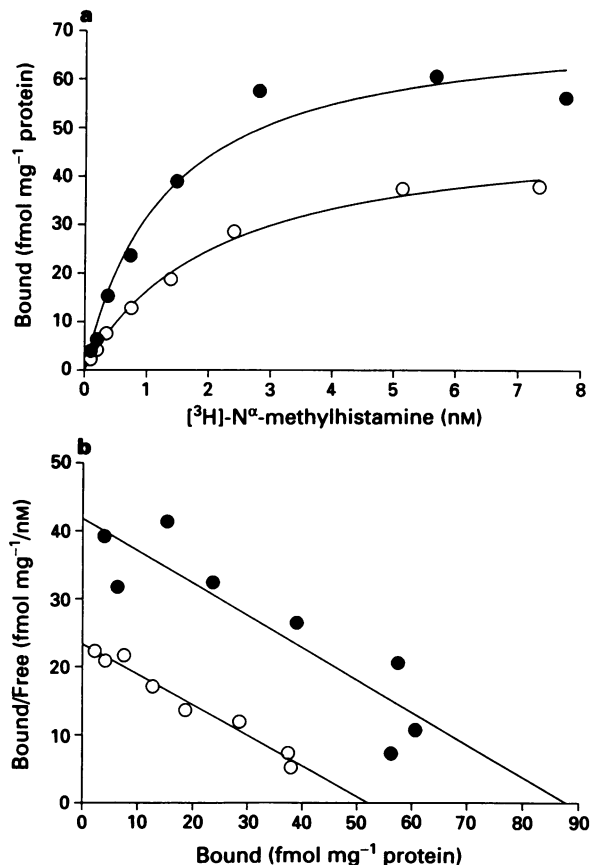 a
70
60
50
40
30
20
10
0
Bound (fmol mg⁻¹ protein)
0 1 2 3 4 5 6 7 8
[³H]-Nᵅ-methylhistamine (nM)
b
50
40
30
20
10
0
Bound/Free (fmol mg⁻¹/nM)
0 10 20 30 40 50 60 70 80 90
Bound (fmol mg⁻¹ protein)